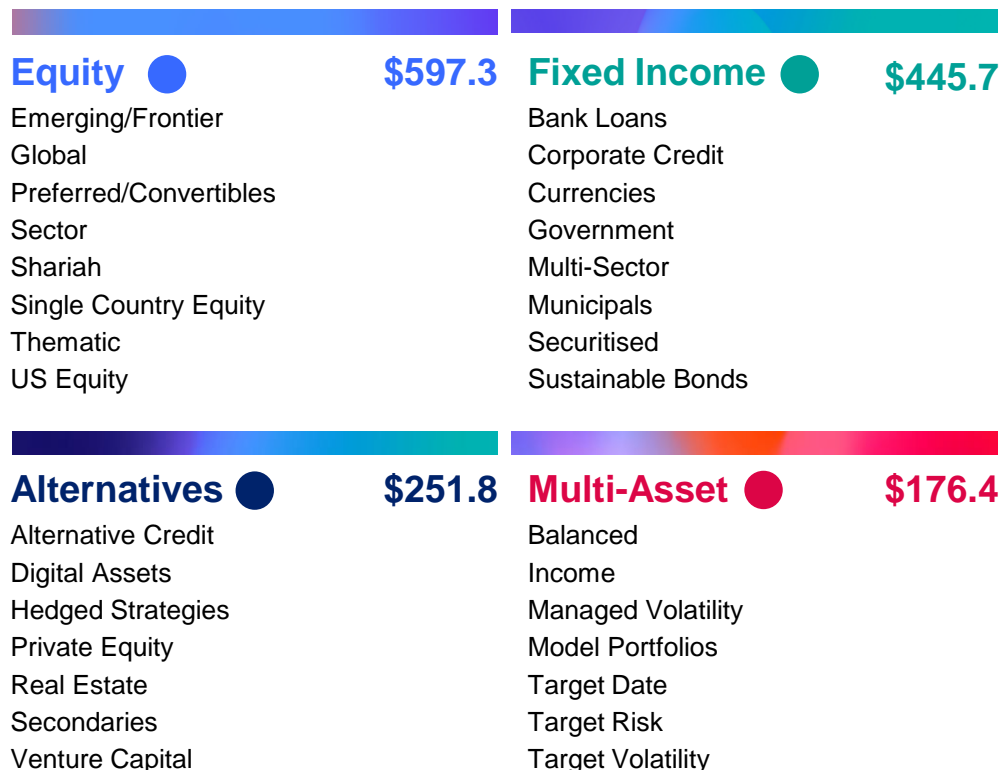 Equity $597.3
Emerging/Frontier
Global
Preferred/Convertibles
Sector
Shariah
Single Country Equity
Thematic
US Equity
Fixed Income $445.7
Bank Loans
Corporate Credit
Currencies
Government
Multi-Sector
Municipals
Securitised
Sustainable Bonds
Alternatives $251.8
Alternative Credit
Digital Assets
Hedged Strategies
Private Equity
Real Estate
Secondaries
Venture Capital
Multi-Asset $176.4
Balanced
Income
Managed Volatility
Model Portfolios
Target Date
Target Risk
Target Volatility